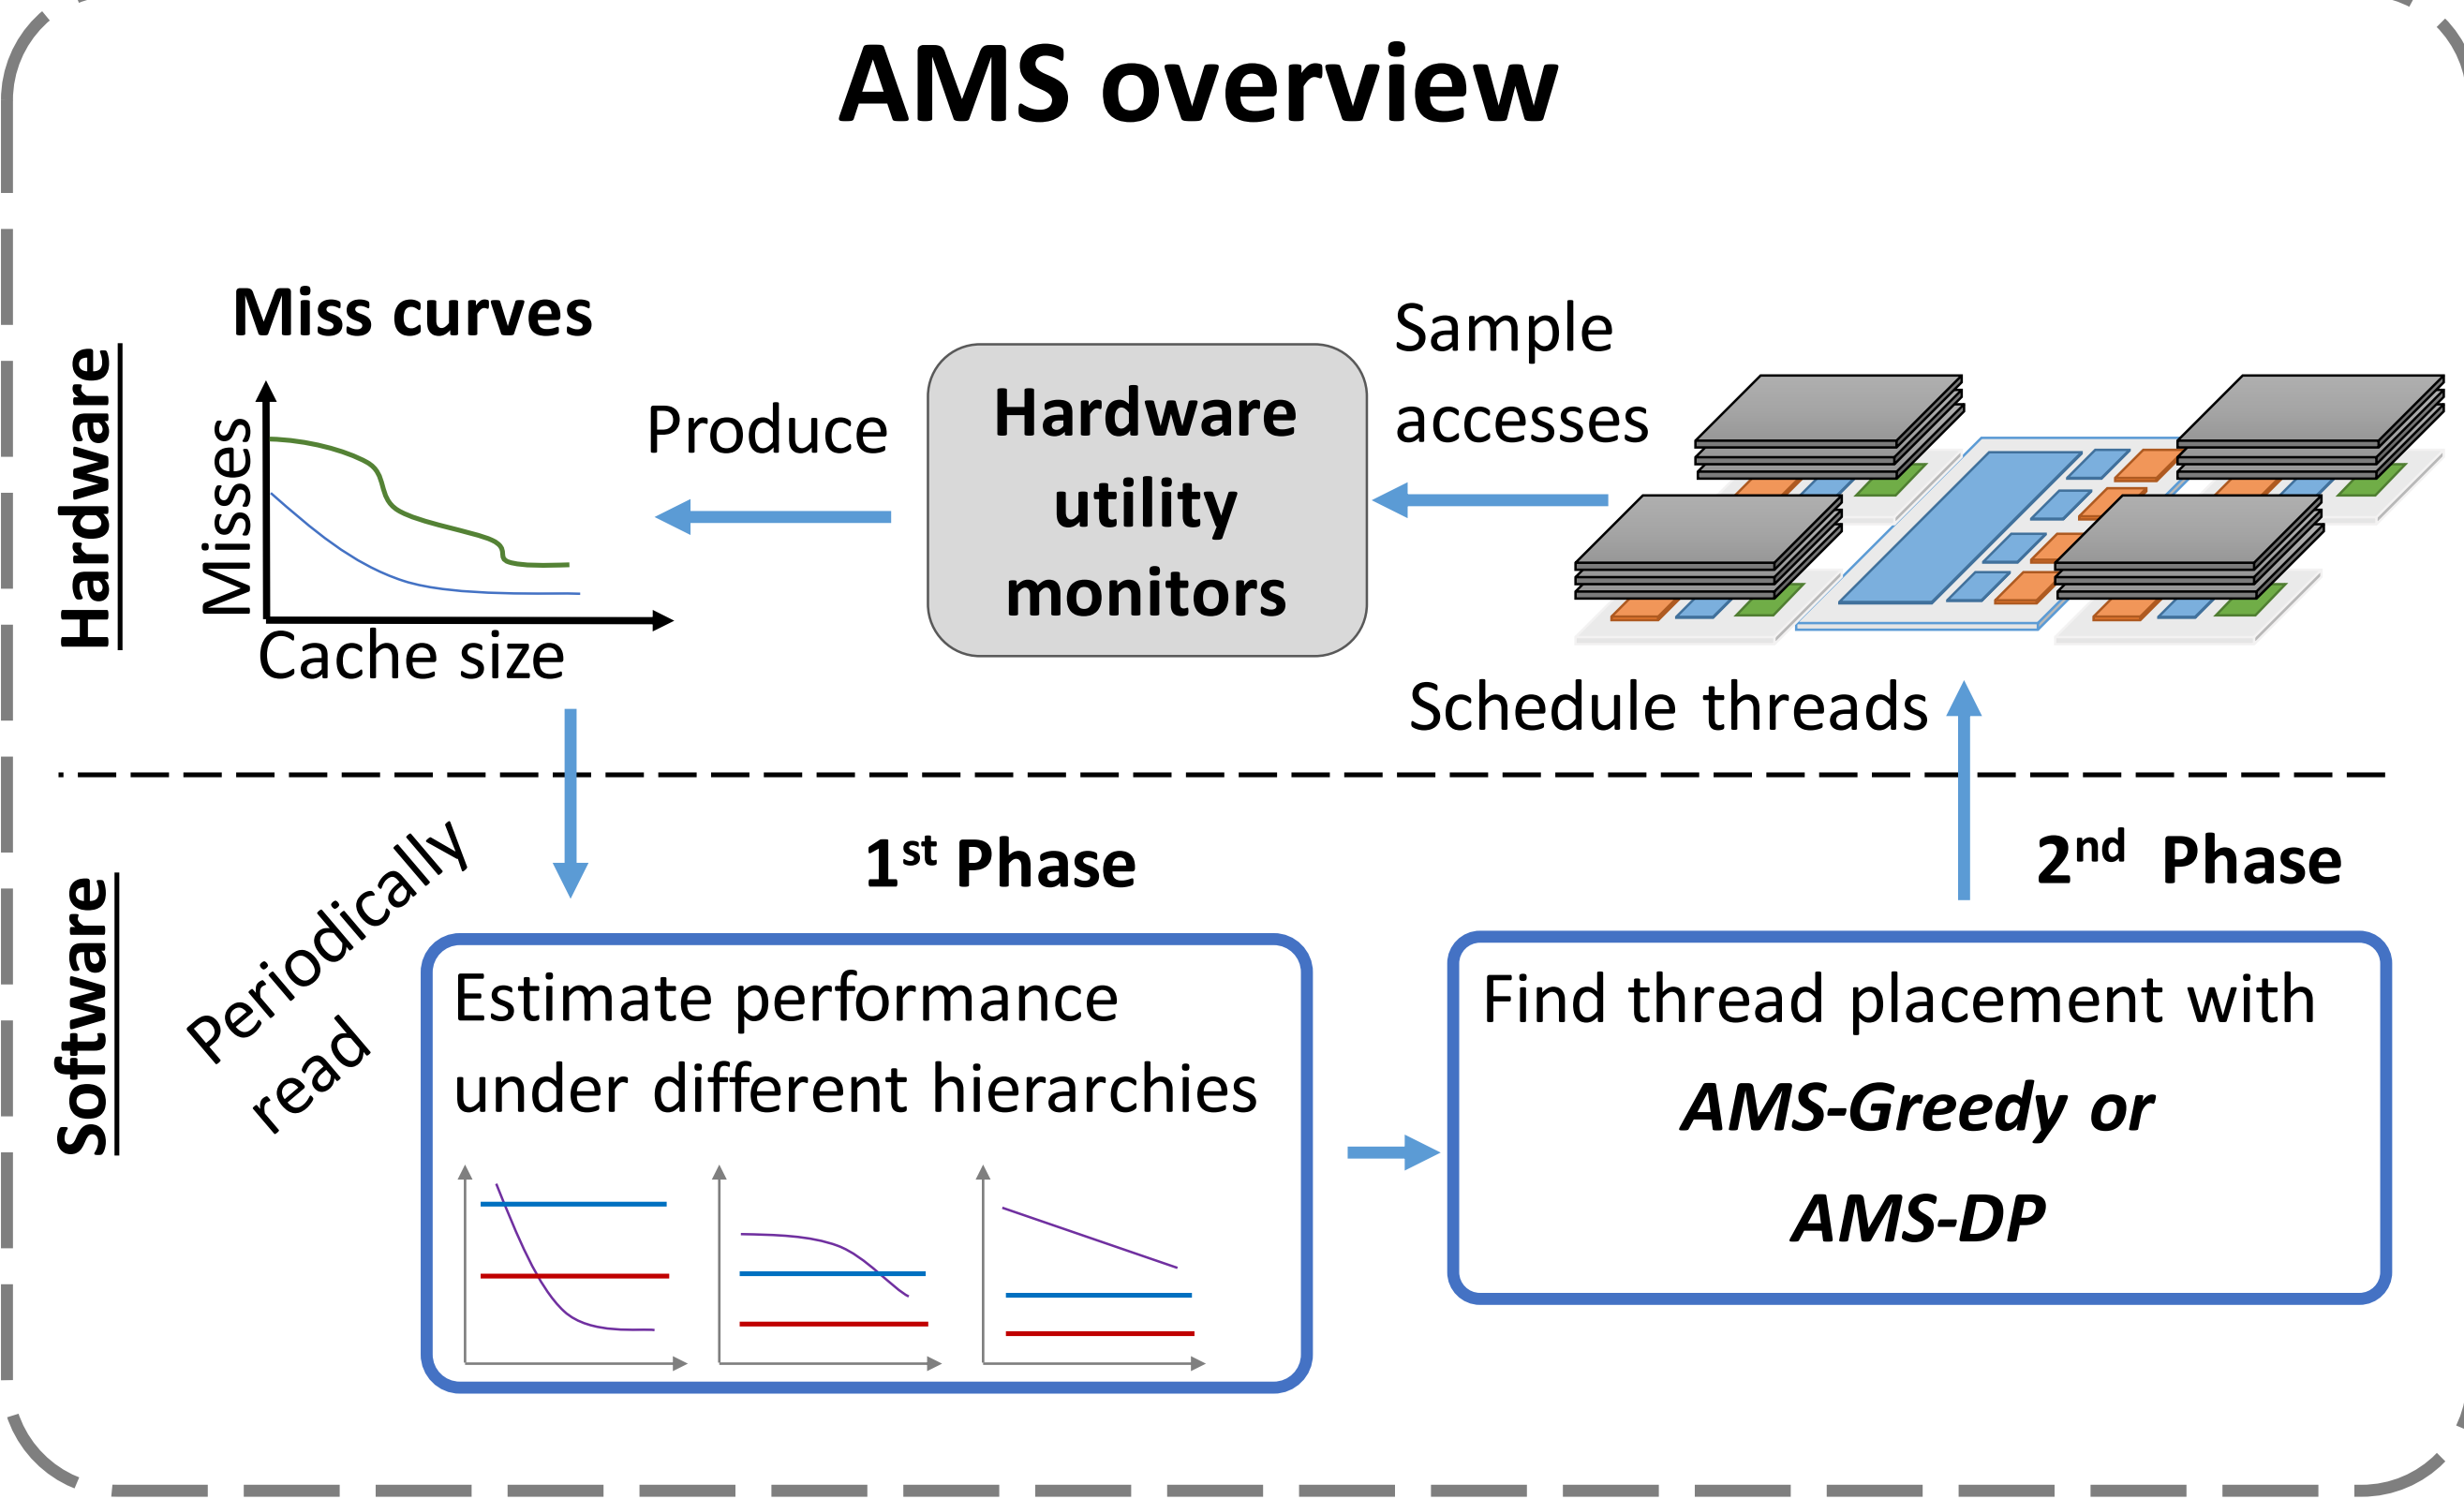 AMS overview
Hardware
Miss curves
Misses
Cache size
Produce
Hardware
utility
monitors
Sample
accesses
Schedule threads
Software
Periodically
read
1st Phase
Estimate performance
under different hierarchies
2nd Phase
Find thread placement with
AMS-Greedy or
AMS-DP